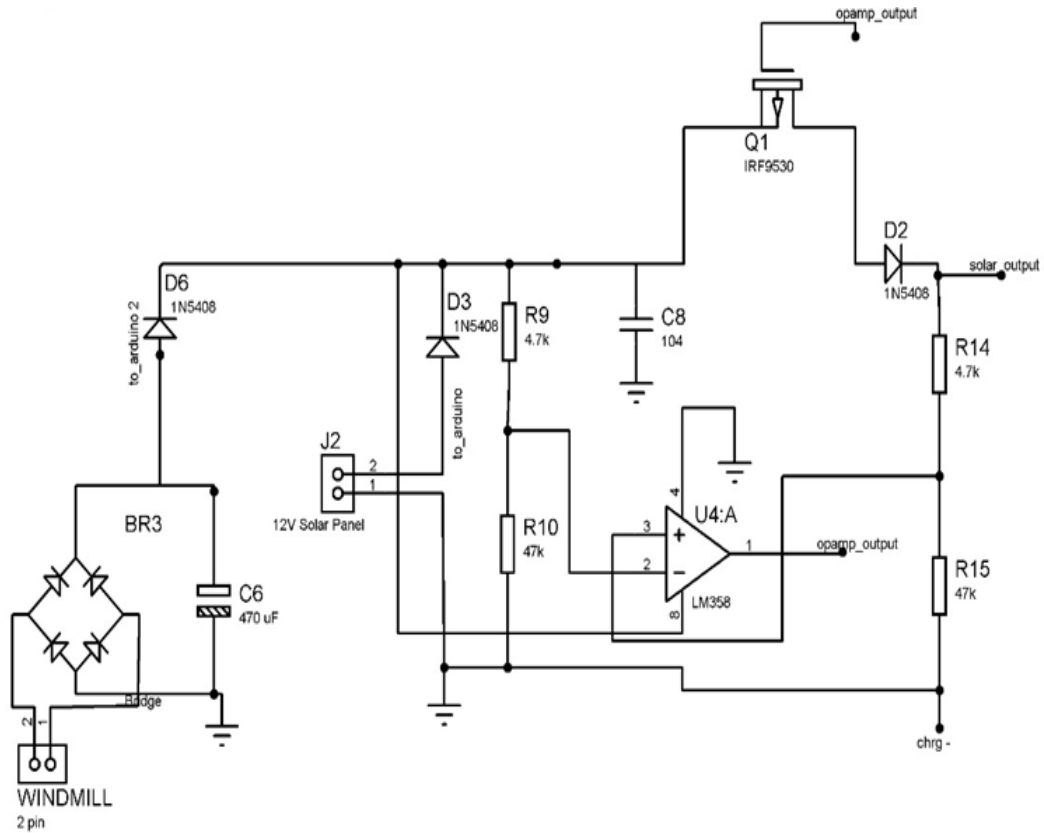 opamp_output
Q1
IRF9530
D2
1N5408
solar_output
D6
1N5408
to_arduino 2
D3
1N5408
to_arduino
R9
4.7k
C8
104
R14
4.7k
J2
2
1
12V Solar Panel
R10
47k
4
U4:A
3
+
2
−
1
8
LM358
opamp_output
R15
47k
BR3
C6
470 uF
Bridge
2
1
WINDMILL
2 pin
chrg -